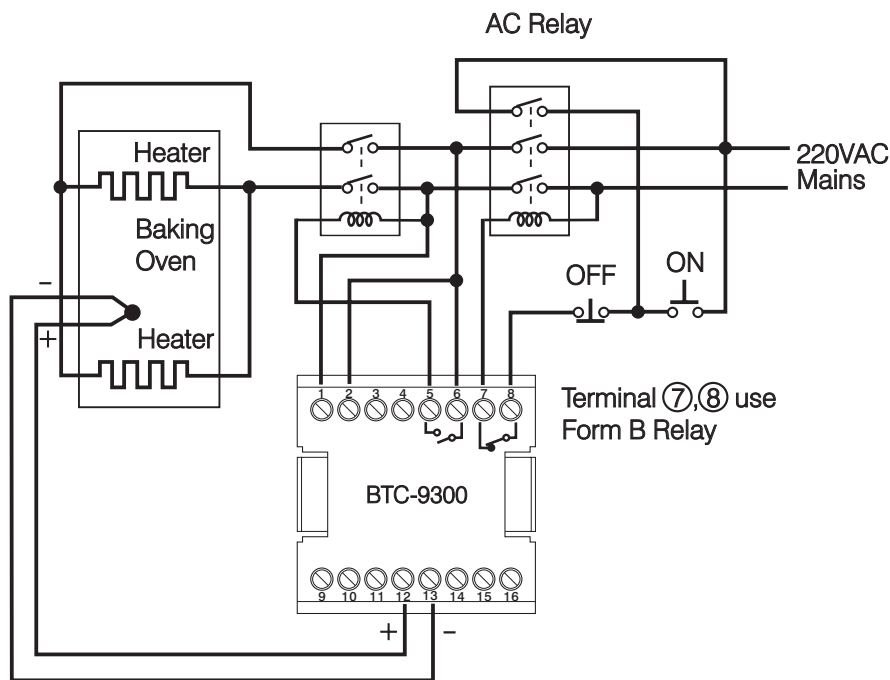 AC Relay
Heater
220VAC
Mains
Baking
Oven
OFF
ON
-
+
Heater
1 2 3 4 5 6 7 8
Terminal ⑦,⑧ use
Form B Relay
BTC-9300
9 10 11 12 13 14 15 16
+ -